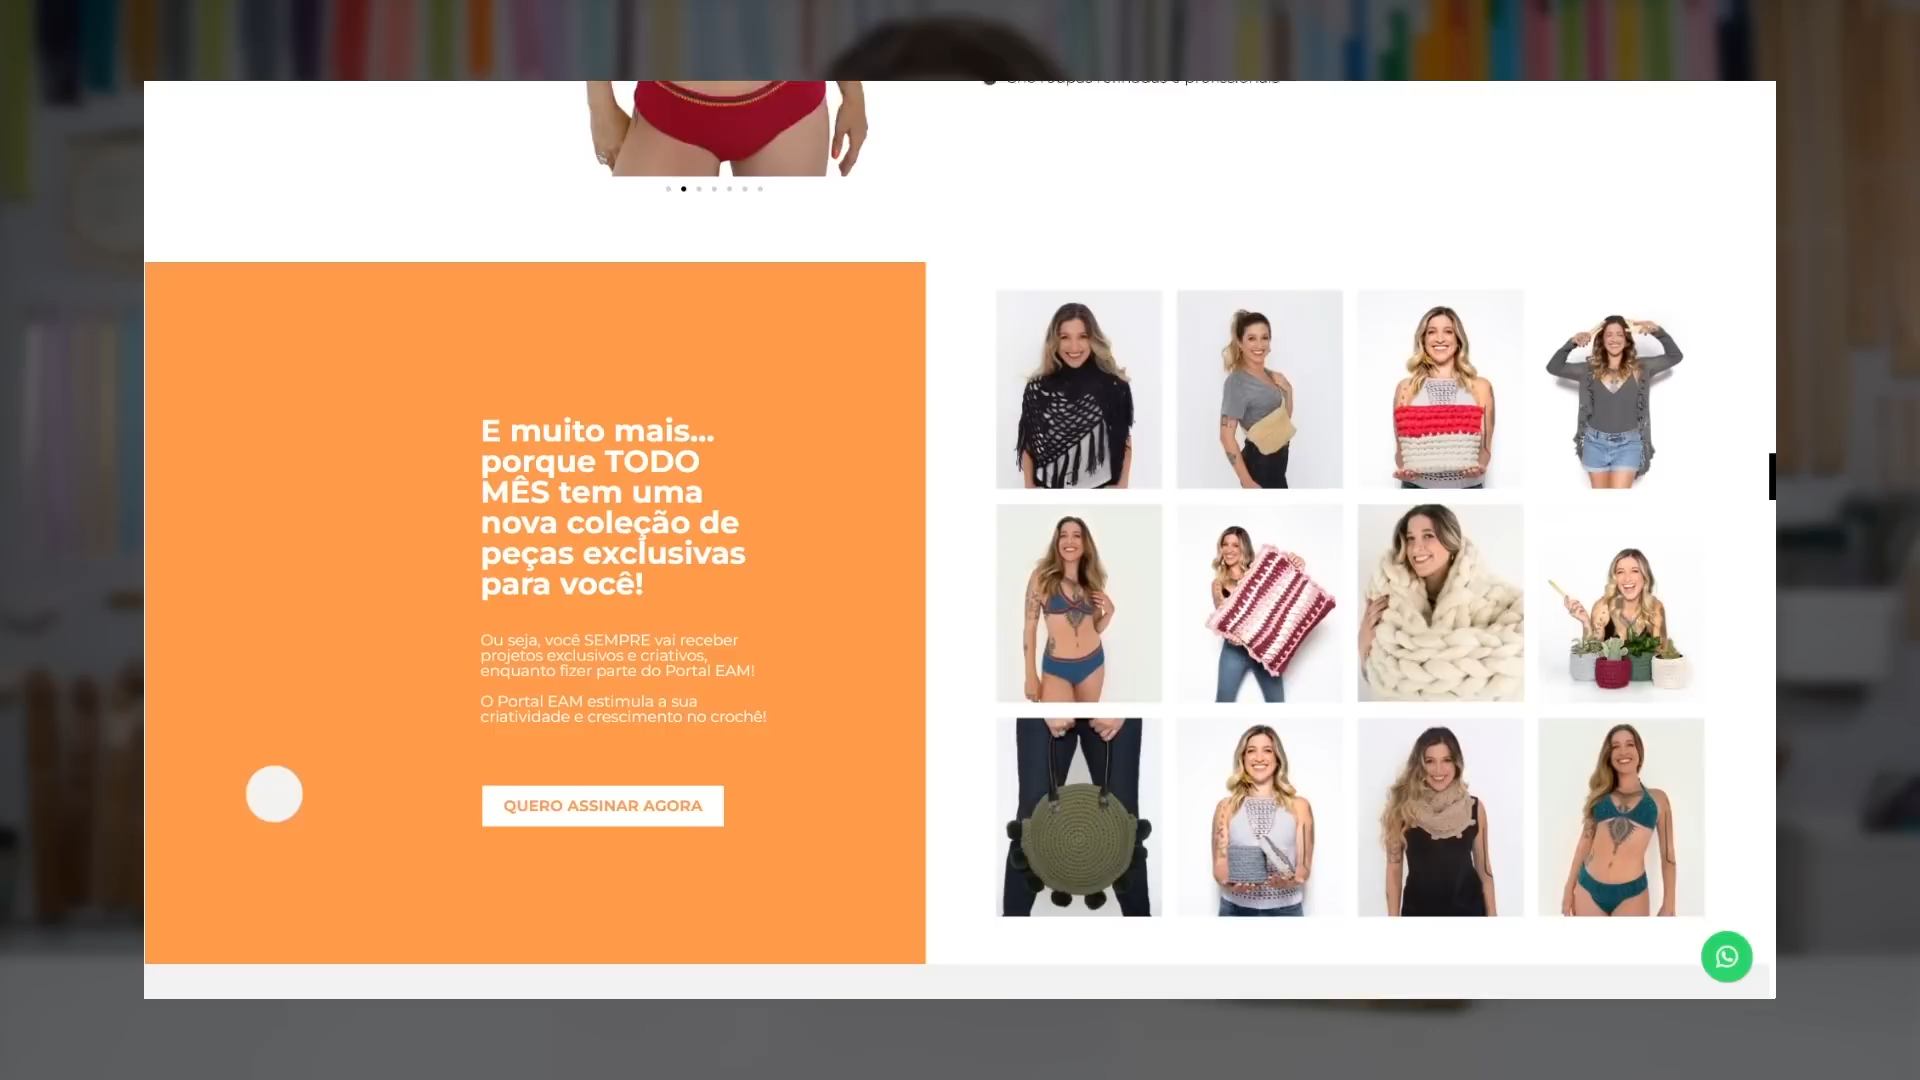 E muito mais...
porque TODO
MÊS tem uma
nova coleção de
peças exclusivas
para você!
Ou seja, você SEMPRE vai receber
projetos exclusivos e criativos,
enquanto fizer parte do Portal EAM!
O Portal EAM estimula a sua
criatividade e crescimento no crochê!
QUERO ASSINAR AGORA